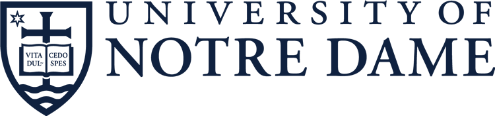 UNIVERSITY OF
NOTRE DAME
VITA CEDO
DUL- SPES